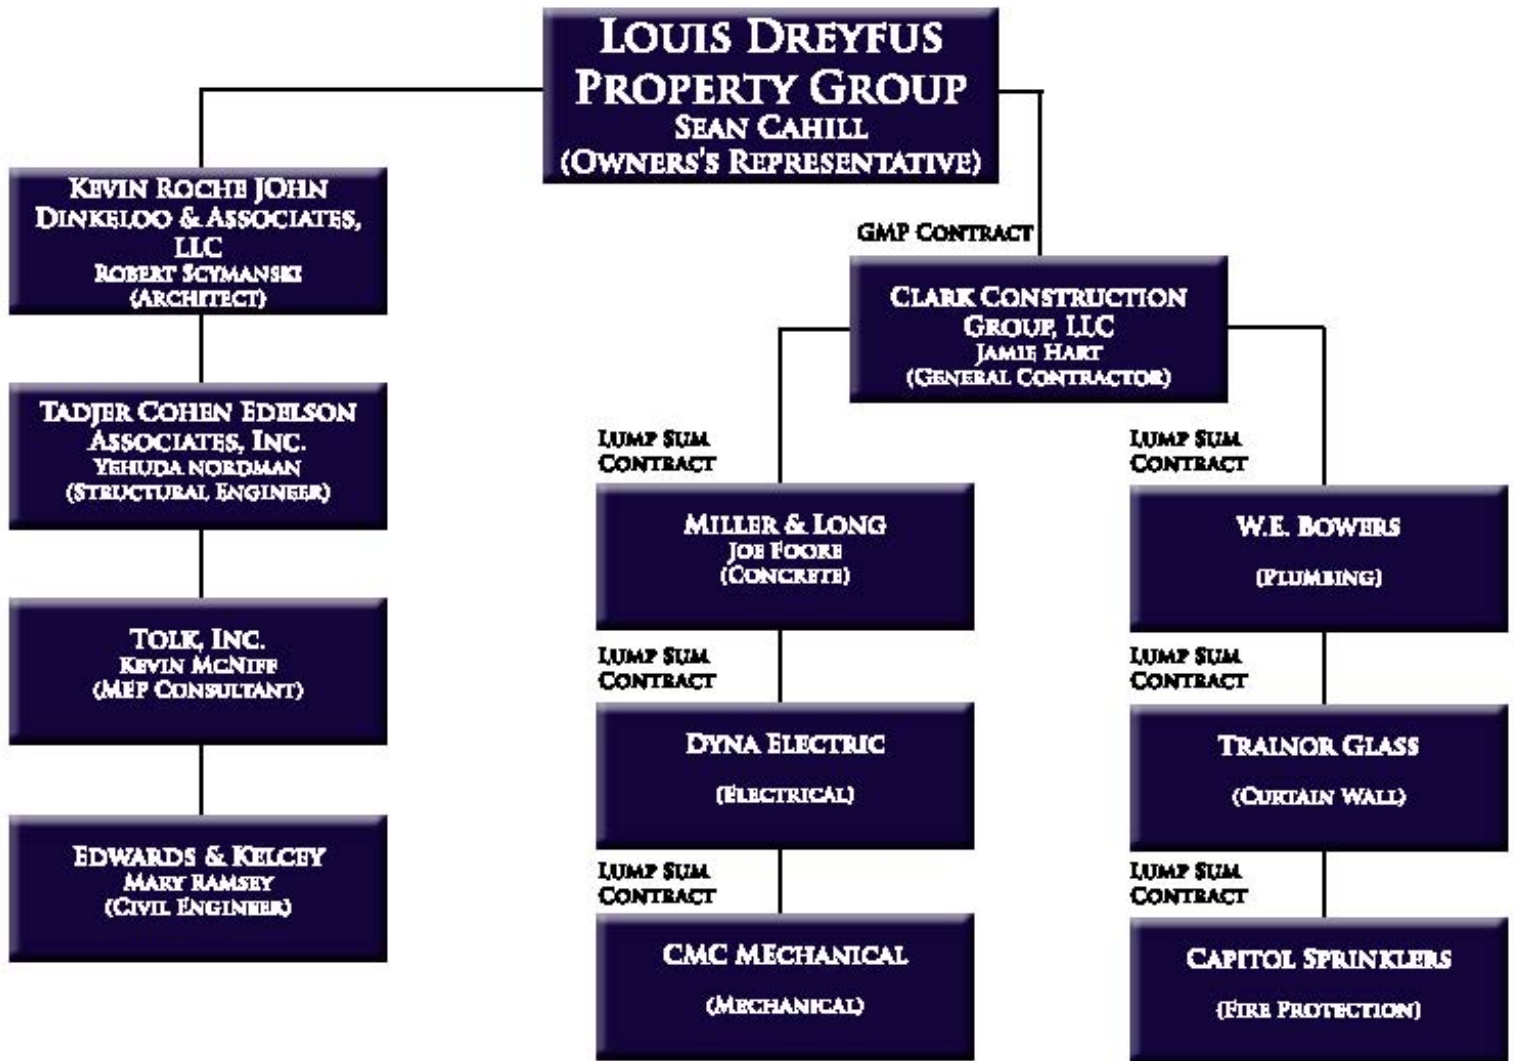 LOUIS DREYFUS
PROPERTY GROUP
SEAN CAHILL
(OWNERS'S REPRESENTATIVE)
KEVIN ROCHE JOHN
DINKELOO & ASSOCIATES,
LLC
ROBERT SCYMANSKI
(ARCHITECT)
TADJER COHEN EDELSON
ASSOCIATES, INC.
YEHUDA NORDMAN
(STRUCTURAL ENGINEER)
TOLK, INC.
KEVIN MCNIFF
(MEP CONSULTANT)
EDWARDS & KELCEY
MARY RAMSEY
(CIVIL ENGINEER)
GMP CONTRACT
CLARK CONSTRUCTION
GROUP, LLC
JAMIE HART
(GENERAL CONTRACTOR)
LUMP SUM
CONTRACT
MILLER & LONG
JOE FOORE
(CONCRETE)
LUMP SUM
CONTRACT
DYNA ELECTRIC
(ELECTRICAL)
LUMP SUM
CONTRACT
CMC MECHANICAL
(MECHANICAL)
LUMP SUM
CONTRACT
W.E. BOWERS
(PLUMBING)
LUMP SUM
CONTRACT
TRAINOR GLASS
(CURTAIN WALL)
LUMP SUM
CONTRACT
CAPITOL SPRINKLERS
(FIRE PROTECTION)